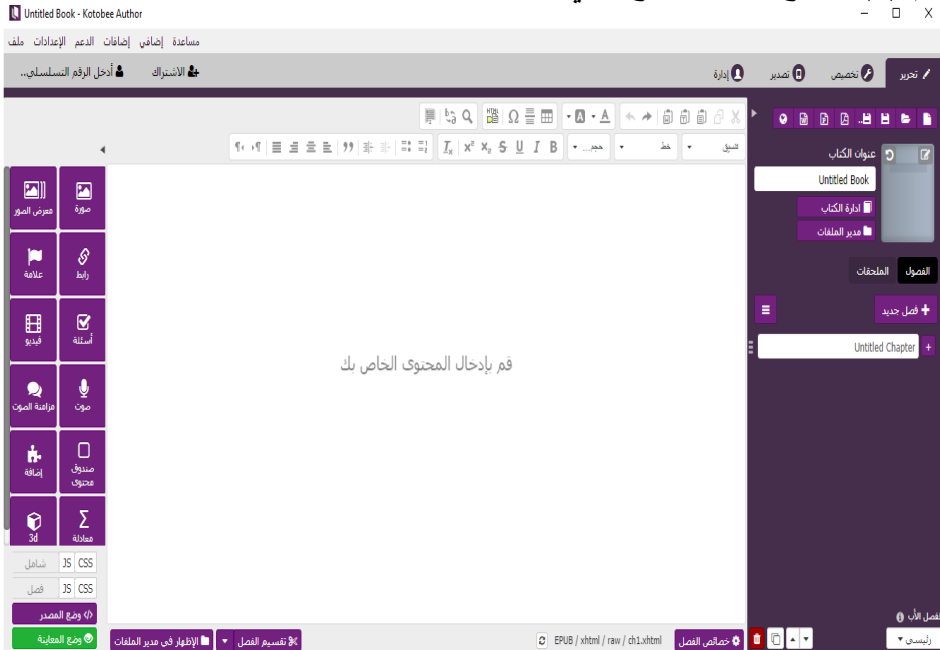 Untitled Book - Kotobee Author
ملف الإعدادات الدعم إضافات إضافي مساعدة
تحرير تخصيص تصدير إدارة الاشتراك أدخل الرقم التسلسلي..
عنوان الكتاب
Untitled Book
ادارة الكتاب
مدير الملفات
الفصول الملحقات
فصل جديد
Untitled Chapter
الفصل الأب
رئيسي
تنسيق خط حجم... B I U S
قم بإدخال المحتوى الخاص بك
صورة معرض الصور
رابط علامة
أسئلة فيديو
صوت مزامنة الصوت
صندوق محتوى إضافة
معادلة 3d
CSS JS شامل
CSS JS فصل
وضع المصدر
وضع المعاينة
خصائص الفصل EPUB / xhtml / raw / ch1.xhtml تقسيم الفصل الإظهار في مدير الملفات